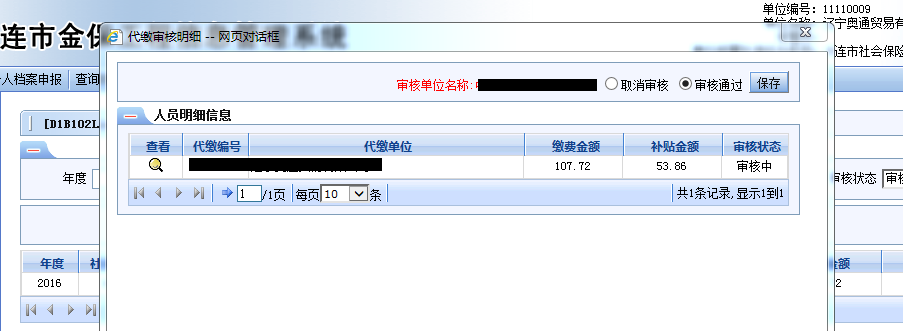 单位编号: 11110009
单位名称: 辽宁奥通贸易有
连市金保
系统
代缴审核明细 -- 网页对话框
连市社会保险
人档案申报 查询
审核单位名称: 取消审核 审核通过 保存
人员明细信息
[D1B102L
查看 代缴编号 代缴单位 缴费金额 补贴金额 审核状态
107.72 53.86 审核中
年度
审核状态 审核
1 /1页 每页 10 条 共1条记录, 显示1到1
年度 社 金额
2016 2